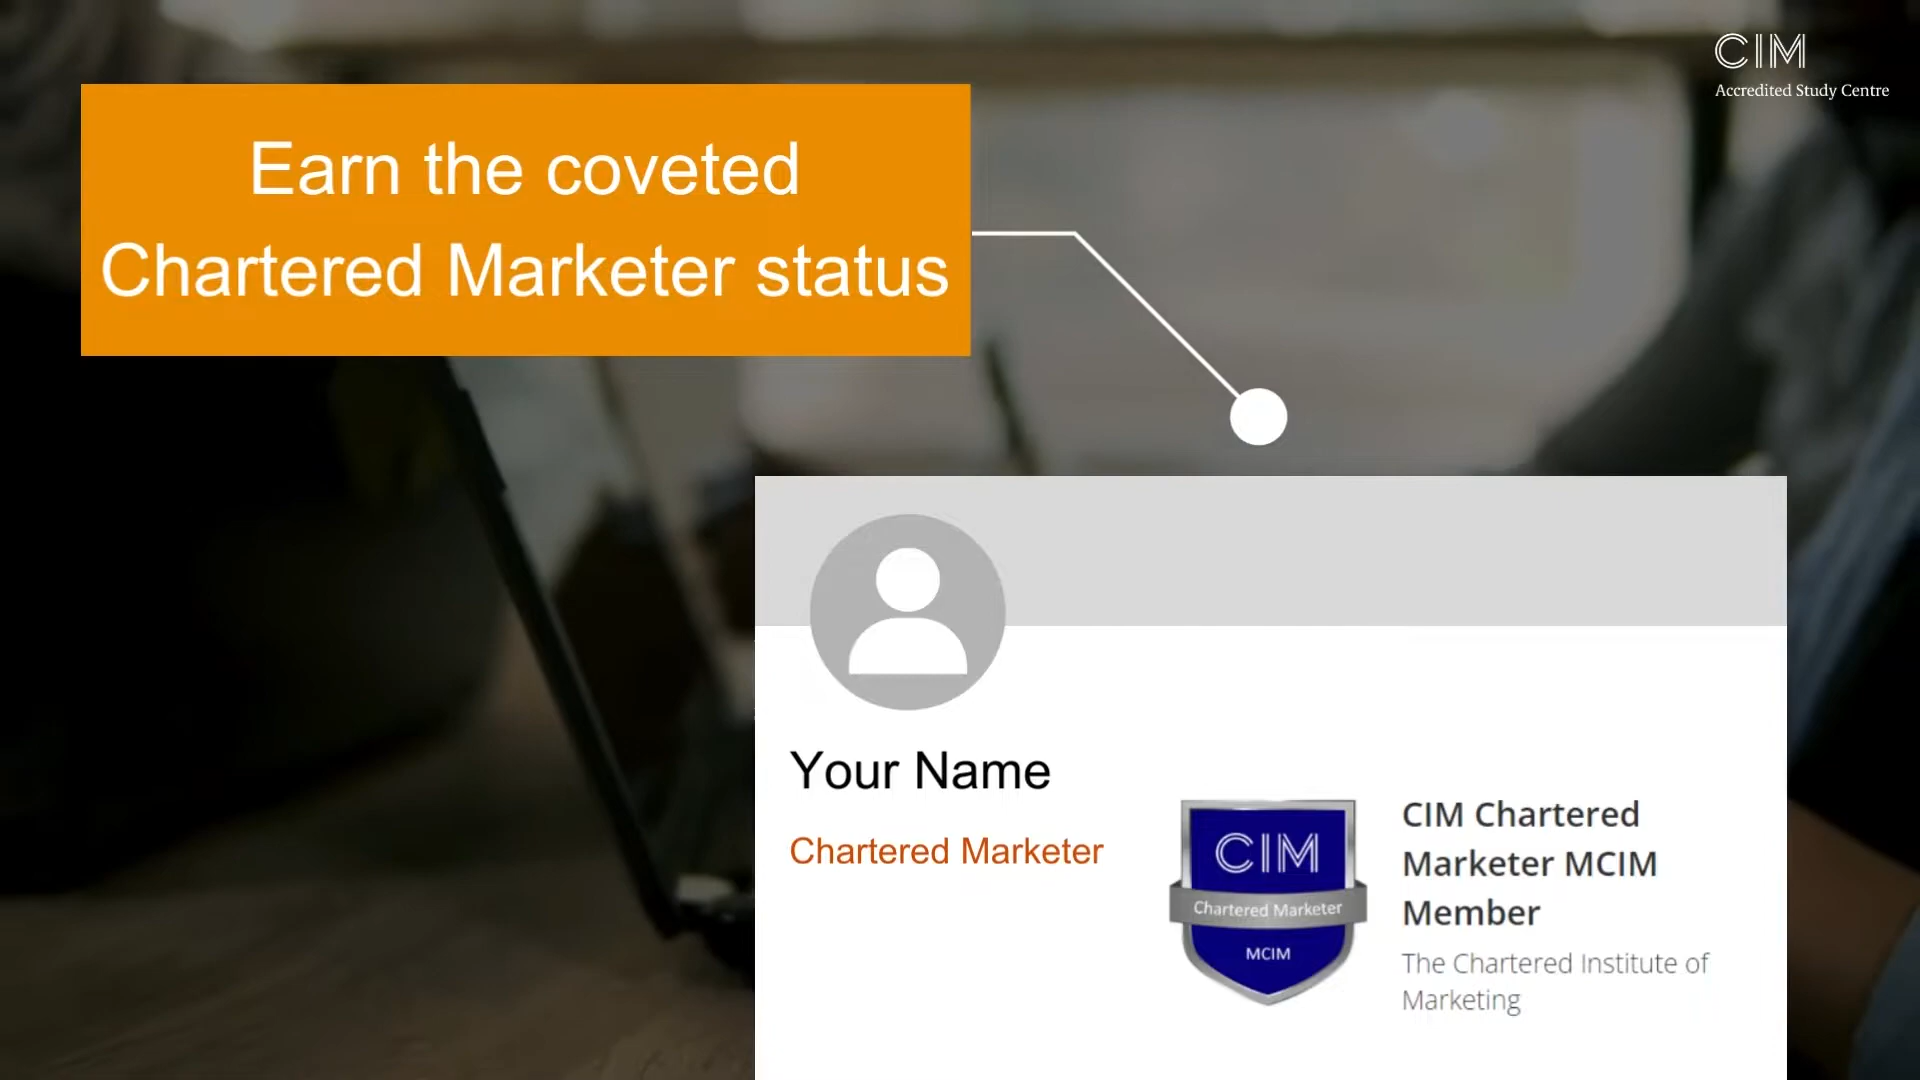 CIM
Accredited Study Centre
Earn the coveted
Chartered Marketer status
Your Name
Chartered Marketer
CIM
Chartered Marketer
MCIM
CIM Chartered
Marketer MCIM
Member
The Chartered Institute of
Marketing